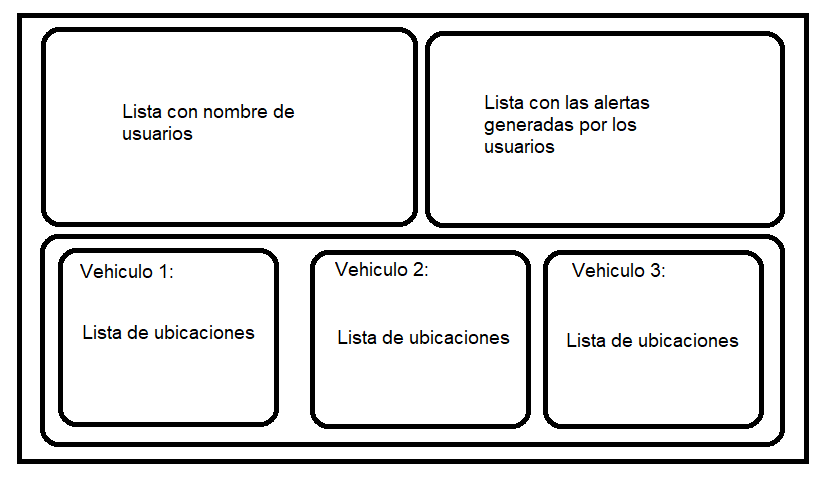 Lista con nombre de
usuarios
Lista con las alertas
generadas por los
usuarios
Vehiculo 1:
Lista de ubicaciones
Vehiculo 2:
Lista de ubicaciones
Vehiculo 3:
Lista de ubicaciones